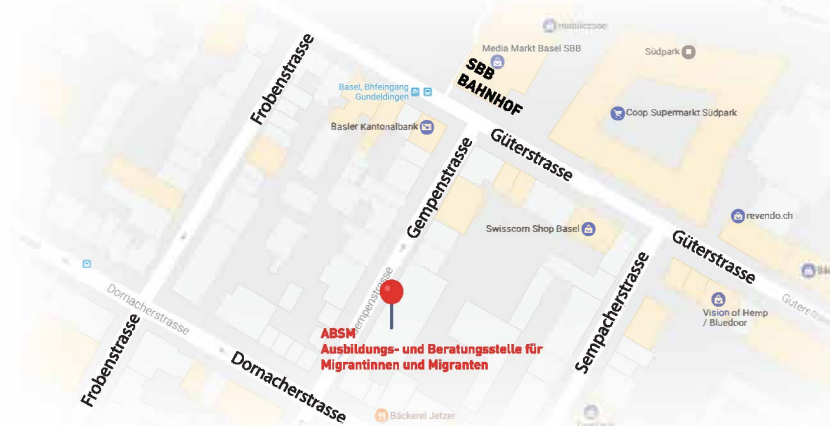 mobilezone
Media Markt Basel SBB
Südpark
SBB
BAHNHOF
Frobenstrasse
Basel, Bhfeingang
Gundeldingen
Basler Kantonalbank
Coop Supermarkt Südpark
Güterstrasse
Gempenstrasse
Swisscom Shop Basel
revendo.ch
Güterstrasse
Gempenstrasse
Sempacherstrasse
Güterstr
Dornacherstrasse
Vision of Hemp
/ Bluedoor
ABSM
Ausbildungs- und Beratungsstelle für
Migrantinnen und Migranten
Frobenstrasse
Dornacherstrasse
Bäckerei Jetzer